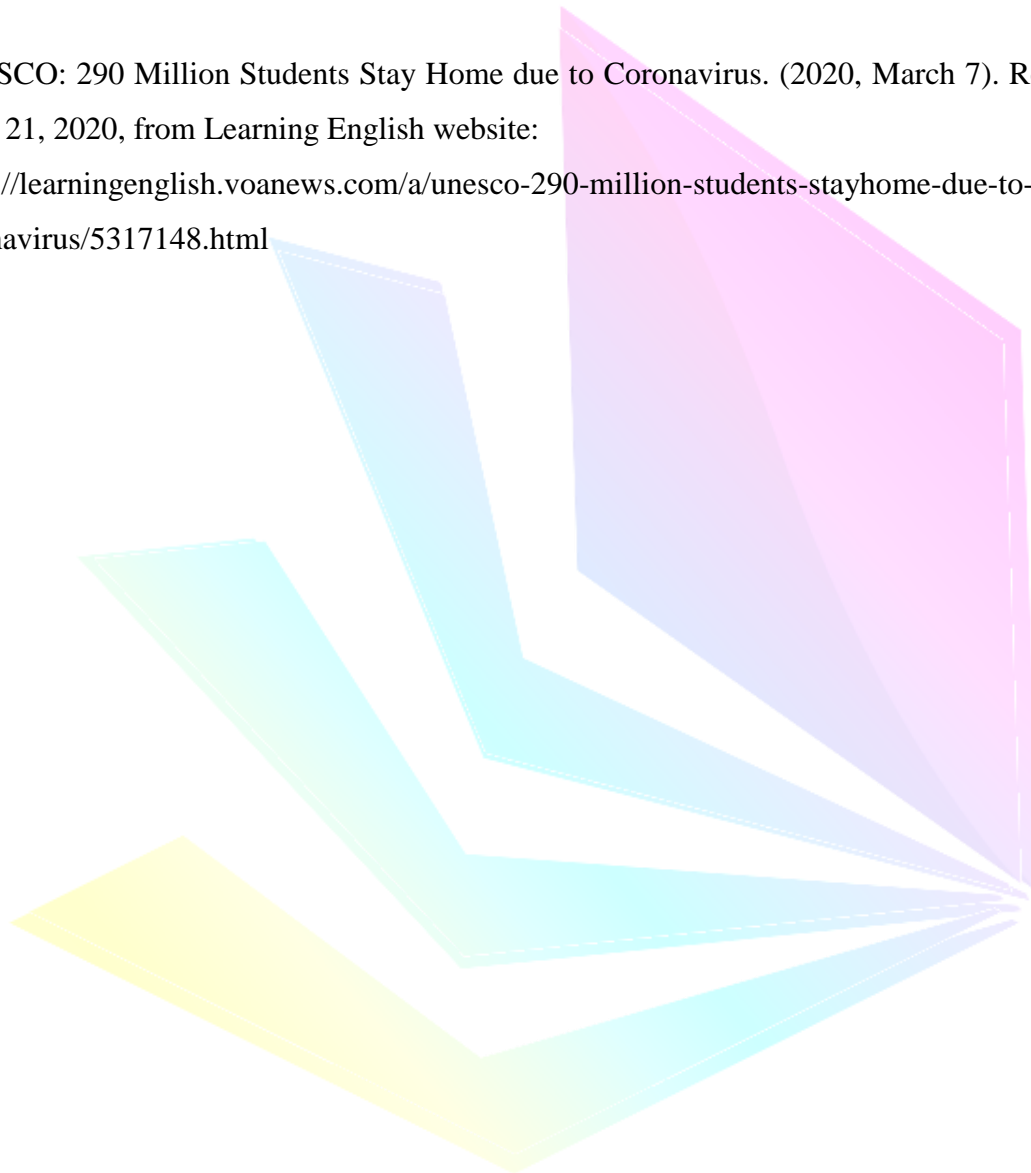 SCO: 290 Million Students Stay Home due to Coronavirus. (2020, March 7). R
21, 2020, from Learning English website:
//learningenglish.voanews.com/a/unesco-290-million-students-stayhome-due-to-
navirus/5317148.html